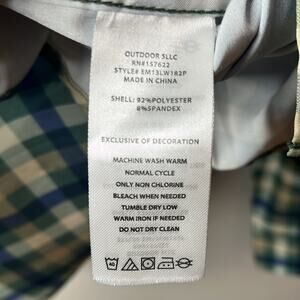 OUTDOOR SLLC
RN#157622
STYLE# EM13LW182P
MADE IN CHINA
SHELL: 92%POLYESTER
8%SPANDEX
EXCLUSIVE OF DECORATION
MACHINE WASH WARM
NORMAL CYCLE
ONLY NON CHLORINE
BLEACH WHEN NEEDED
TUMBLE DRY LOW
WARM IRON IF NEEDED
DO NOT DRY CLEAN
40